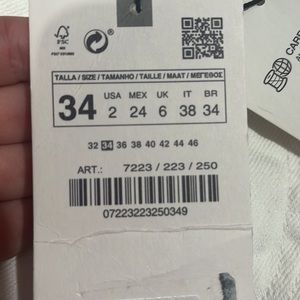 FSC
TALLA / SIZE / TAMANHO / TAILLE / MAAT / ΜΕΓΕΘΟΣ
34
USA MEX UK IT BR
2 24 6 38 34
32 34 36 38 40 42 44 46
ART.: 7223 / 223 / 250
07223223250349
CARE